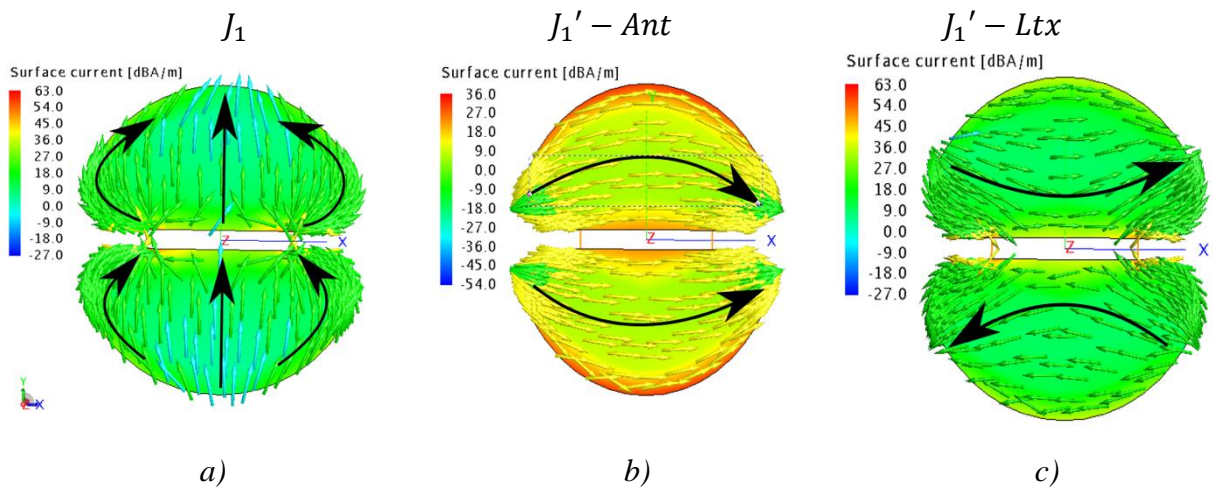 J₁
J₁′ − Ant
J₁′ − Ltx
Surface current [dBA/m]
63.0
54.0
45.0
36.0
27.0
18.0
9.0
0.0
-9.0
-18.0
-27.0
Z
X
Y
Z
X
Surface current [dBA/m]
36.0
27.0
18.0
9.0
0.0
-9.0
-18.0
-27.0
-36.0
-45.0
-54.0
Y
Z
X
Surface current [dBA/m]
63.0
54.0
45.0
36.0
27.0
18.0
9.0
0.0
-9.0
-18.0
-27.0
Z
X
a)
b)
c)